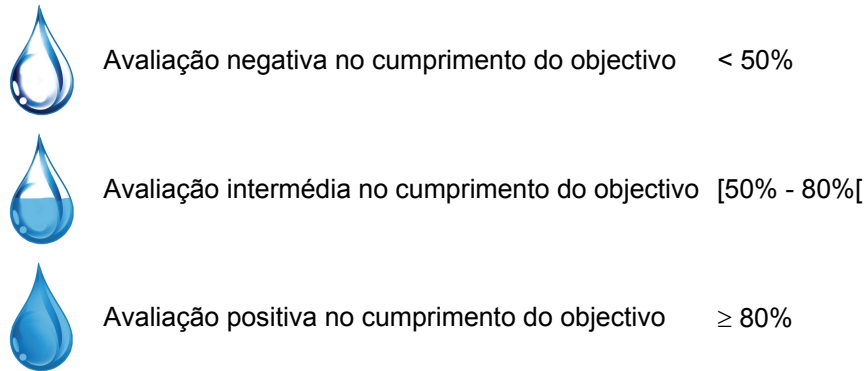 Avaliação negativa no cumprimento do objectivo < 50%
Avaliação intermédia no cumprimento do objectivo [50% - 80%[
Avaliação positiva no cumprimento do objectivo ≥ 80%